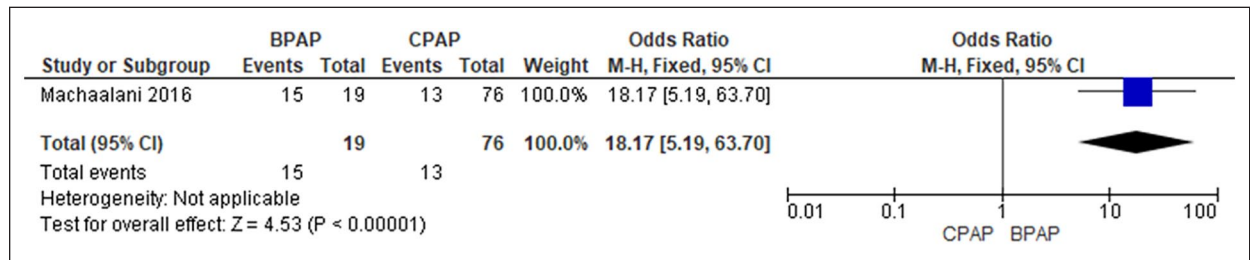 BPAP CPAP Odds Ratio Odds Ratio
Study or Subgroup Events Total Events Total Weight M-H, Fixed, 95% CI M-H, Fixed, 95% CI
Machaalani 2016 15 19 13 76 100.0% 18.17 [5.19, 63.70]
Total (95% CI) 19 76 100.0% 18.17 [5.19, 63.70]
Total events 15 13
Heterogeneity: Not applicable
Test for overall effect: Z = 4.53 (P < 0.00001)
0.01 0.1 1 10 100
CPAP BPAP